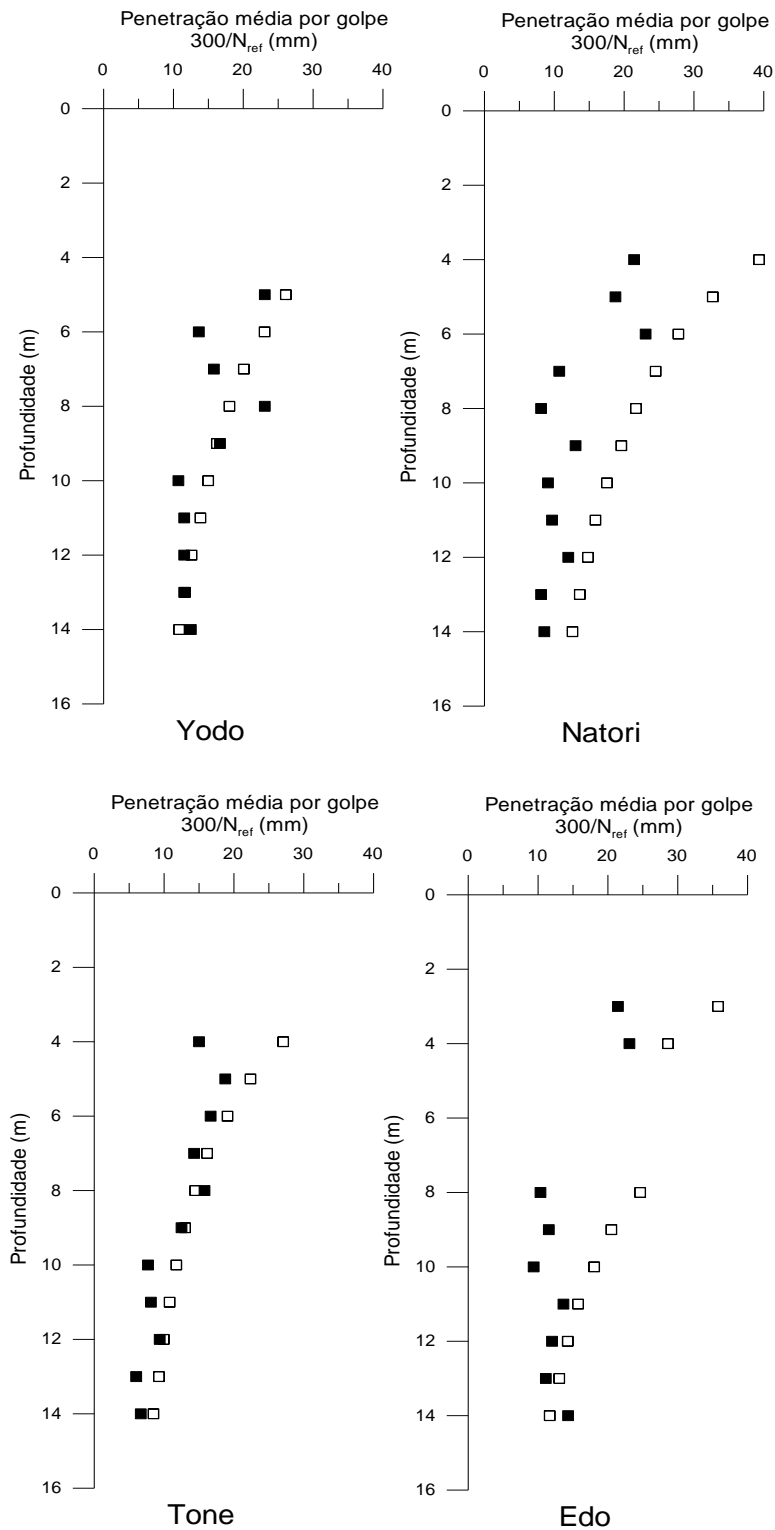 Penetração média por golpe
300/Nref (mm)
0 10 20 30 40
0
2
4
6
8
10
12
14
16
Profundidade (m)
Yodo
Penetração média por golpe
300/Nref (mm)
0 10 20 30 40
0
2
4
6
8
10
12
14
16
Profundidade (m)
Natori
Penetração média por golpe
300/Nref (mm)
0 10 20 30 40
0
2
4
6
8
10
12
14
16
Profundidade (m)
Tone
Penetração média por golpe
300/Nref (mm)
0 10 20 30 40
0
2
4
6
8
10
12
14
16
Profundidade (m)
Edo